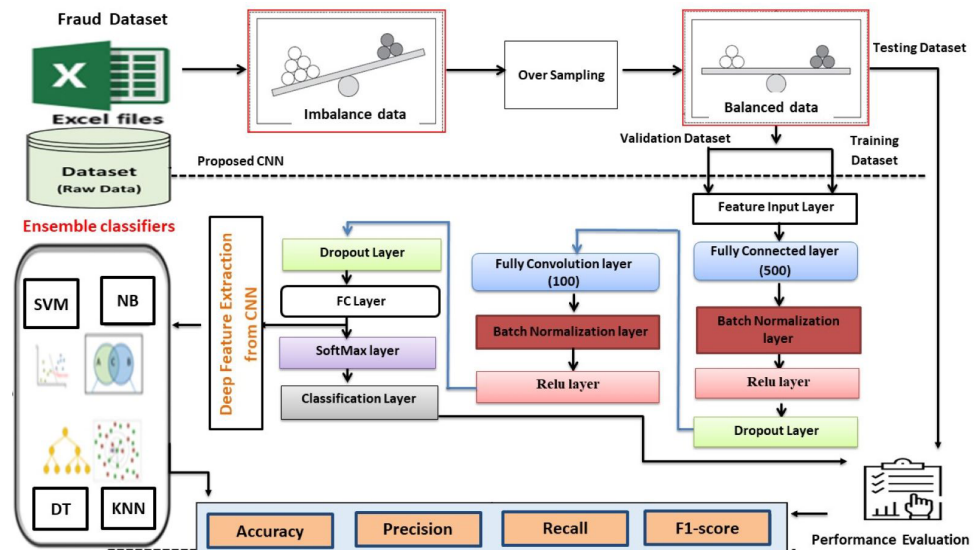 Fraud Dataset
X
Excel files
Dataset
(Raw Data)
Imbalance data
Over Sampling
Balanced data
Testing Dataset
Validation Dataset
Training
Dataset
Proposed CNN
Feature Input Layer
Fully Connected layer
(500)
Batch Normalization
layer
Relu layer
Dropout Layer
Fully Convolution layer
(100)
Batch Normalization layer
Relu layer
Dropout Layer
FC Layer
SoftMax layer
Classification Layer
Deep Feature Extraction
from CNN
Ensemble classifiers
SVM
NB
A C B
DT
KNN
Accuracy
Precision
Recall
F1-score
Performance Evaluation